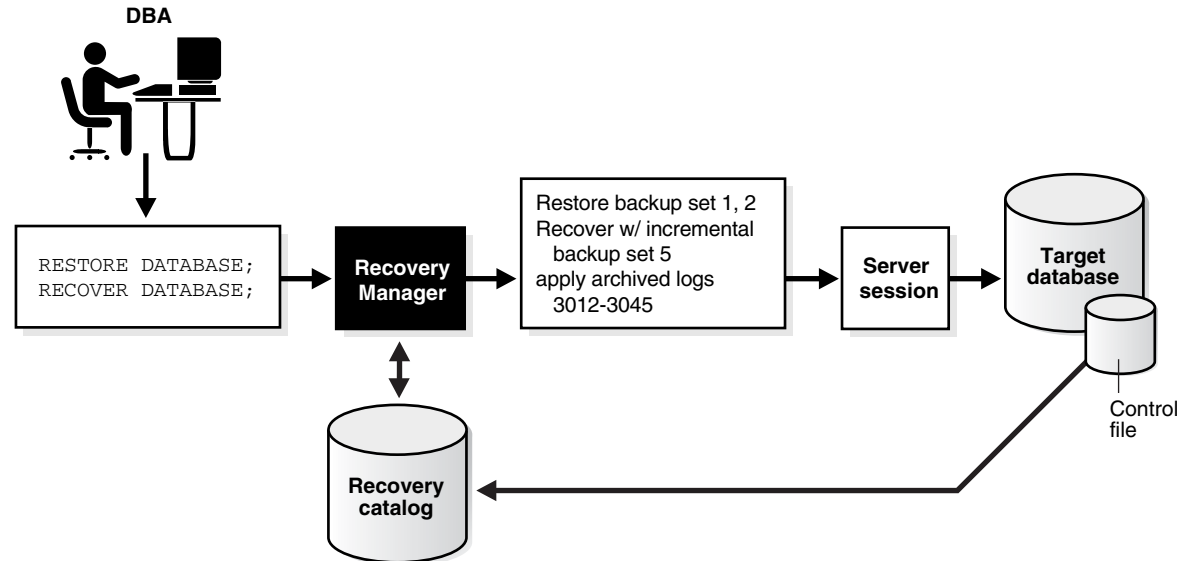 DBA
RESTORE DATABASE;
RECOVER DATABASE;
Recovery
Manager
Restore backup set 1, 2
Recover w/ incremental
backup set 5
apply archived logs
3012-3045
Server
session
Target
database
Control
file
Recovery
catalog